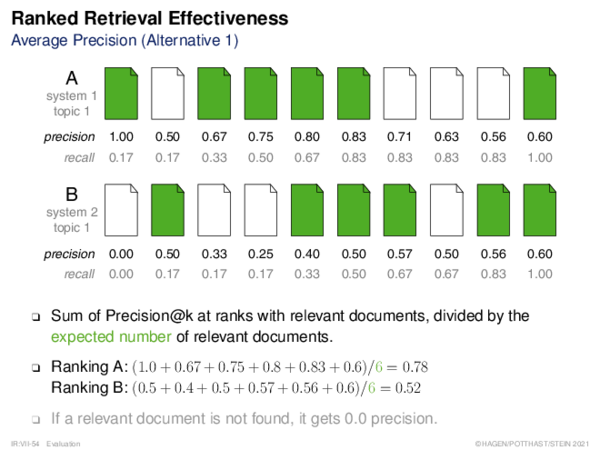 Ranked Retrieval Effectiveness
Average Precision (Alternative 1)
A
system 1
topic 1
precision 1.00 0.50 0.67 0.75 0.80 0.83 0.71 0.63 0.56 0.60
recall 0.17 0.17 0.33 0.50 0.67 0.83 0.83 0.83 0.83 1.00
B
system 2
topic 1
precision 0.00 0.50 0.33 0.25 0.40 0.50 0.57 0.50 0.56 0.60
recall 0.00 0.17 0.17 0.17 0.33 0.50 0.67 0.67 0.83 1.00
❑ Sum of Precision@k at ranks with relevant documents, divided by the
expected number of relevant documents.
❑ Ranking A: (1.0 + 0.67 + 0.75 + 0.8 + 0.83 + 0.6)/6 = 0.78
Ranking B: (0.5 + 0.4 + 0.5 + 0.57 + 0.56 + 0.6)/6 = 0.52
❑ If a relevant document is not found, it gets 0.0 precision.
IR:VII-54 Evaluation ©HAGEN/POTTHAST/STEIN 2021